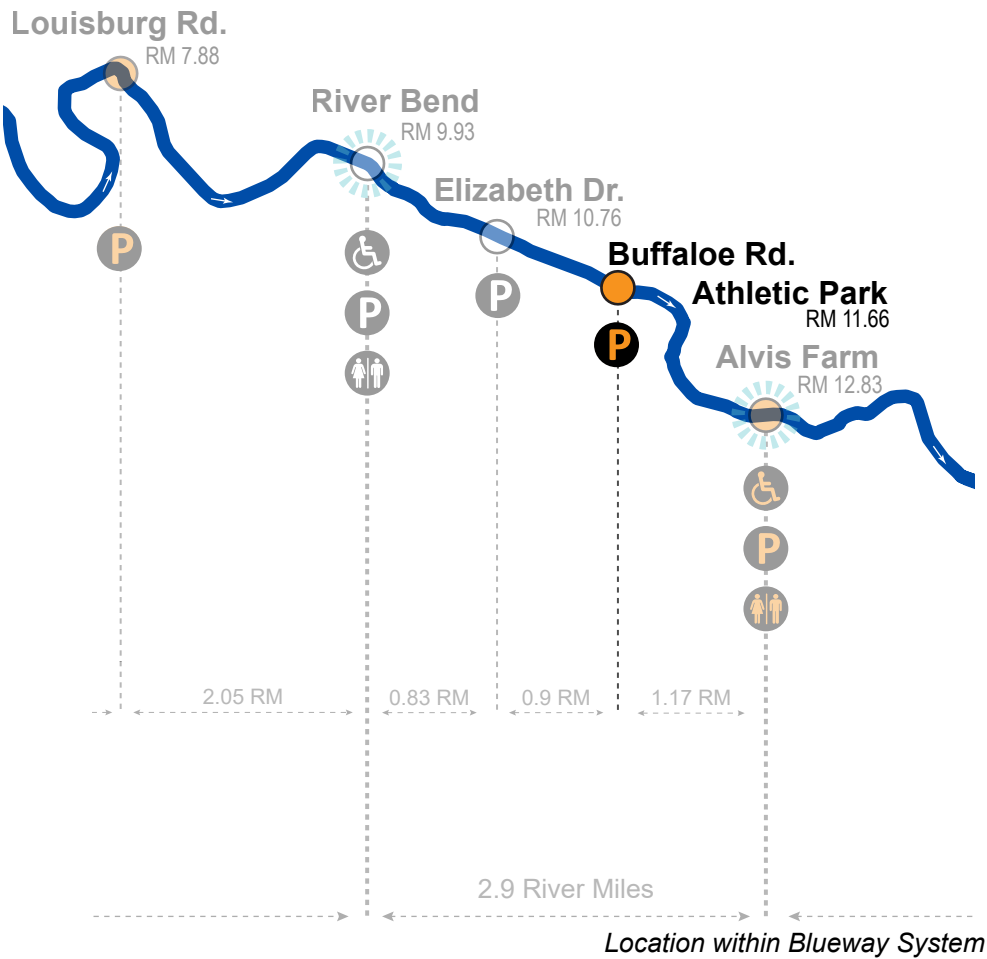 Louisburg Rd.
RM 7.88
River Bend
RM 9.93
Elizabeth Dr.
RM 10.76
Buffaloe Rd.
Athletic Park
RM 11.66
Alvis Farm
RM 12.83
P
P
P
P
P
2.05 RM
0.83 RM
0.9 RM
1.17 RM
2.9 River Miles
Location within Blueway System